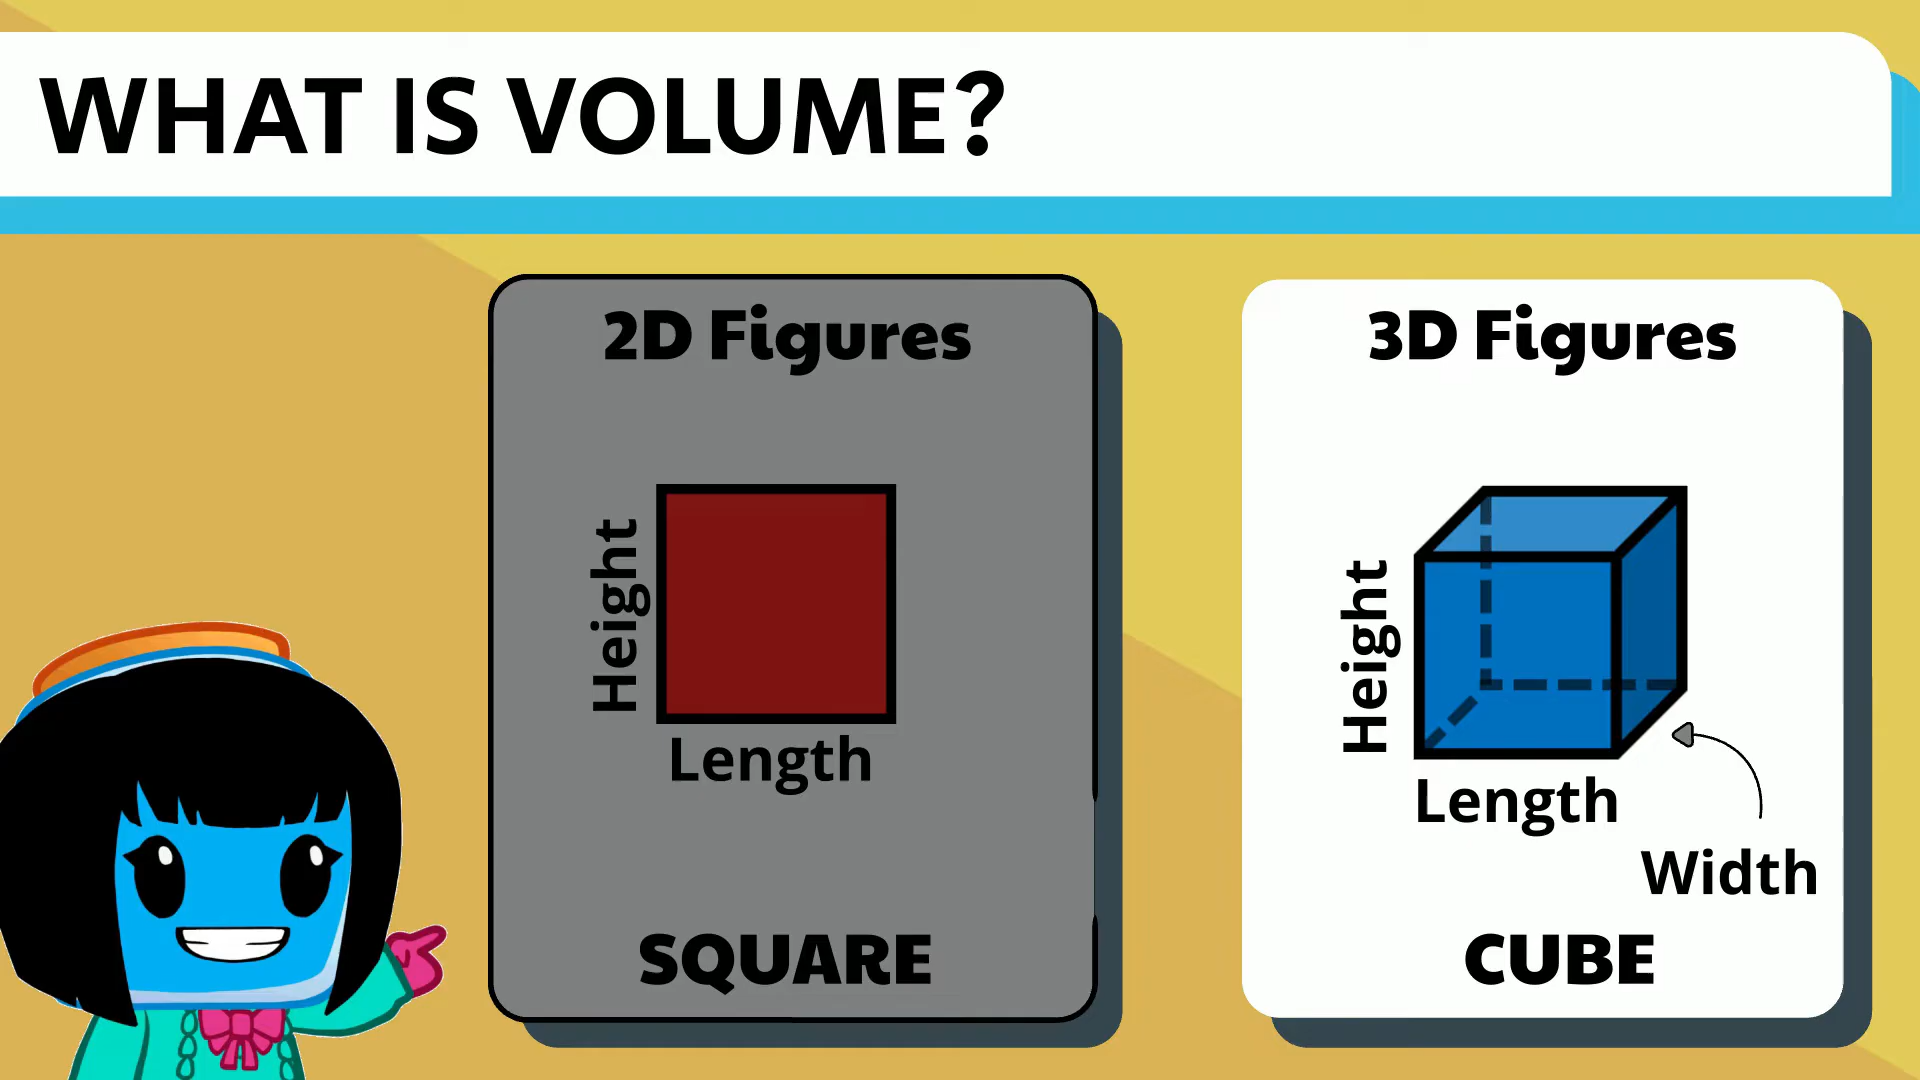 WHAT IS VOLUME?
2D Figures
Height
Length
SQUARE
3D Figures
Height
Length
Width
CUBE